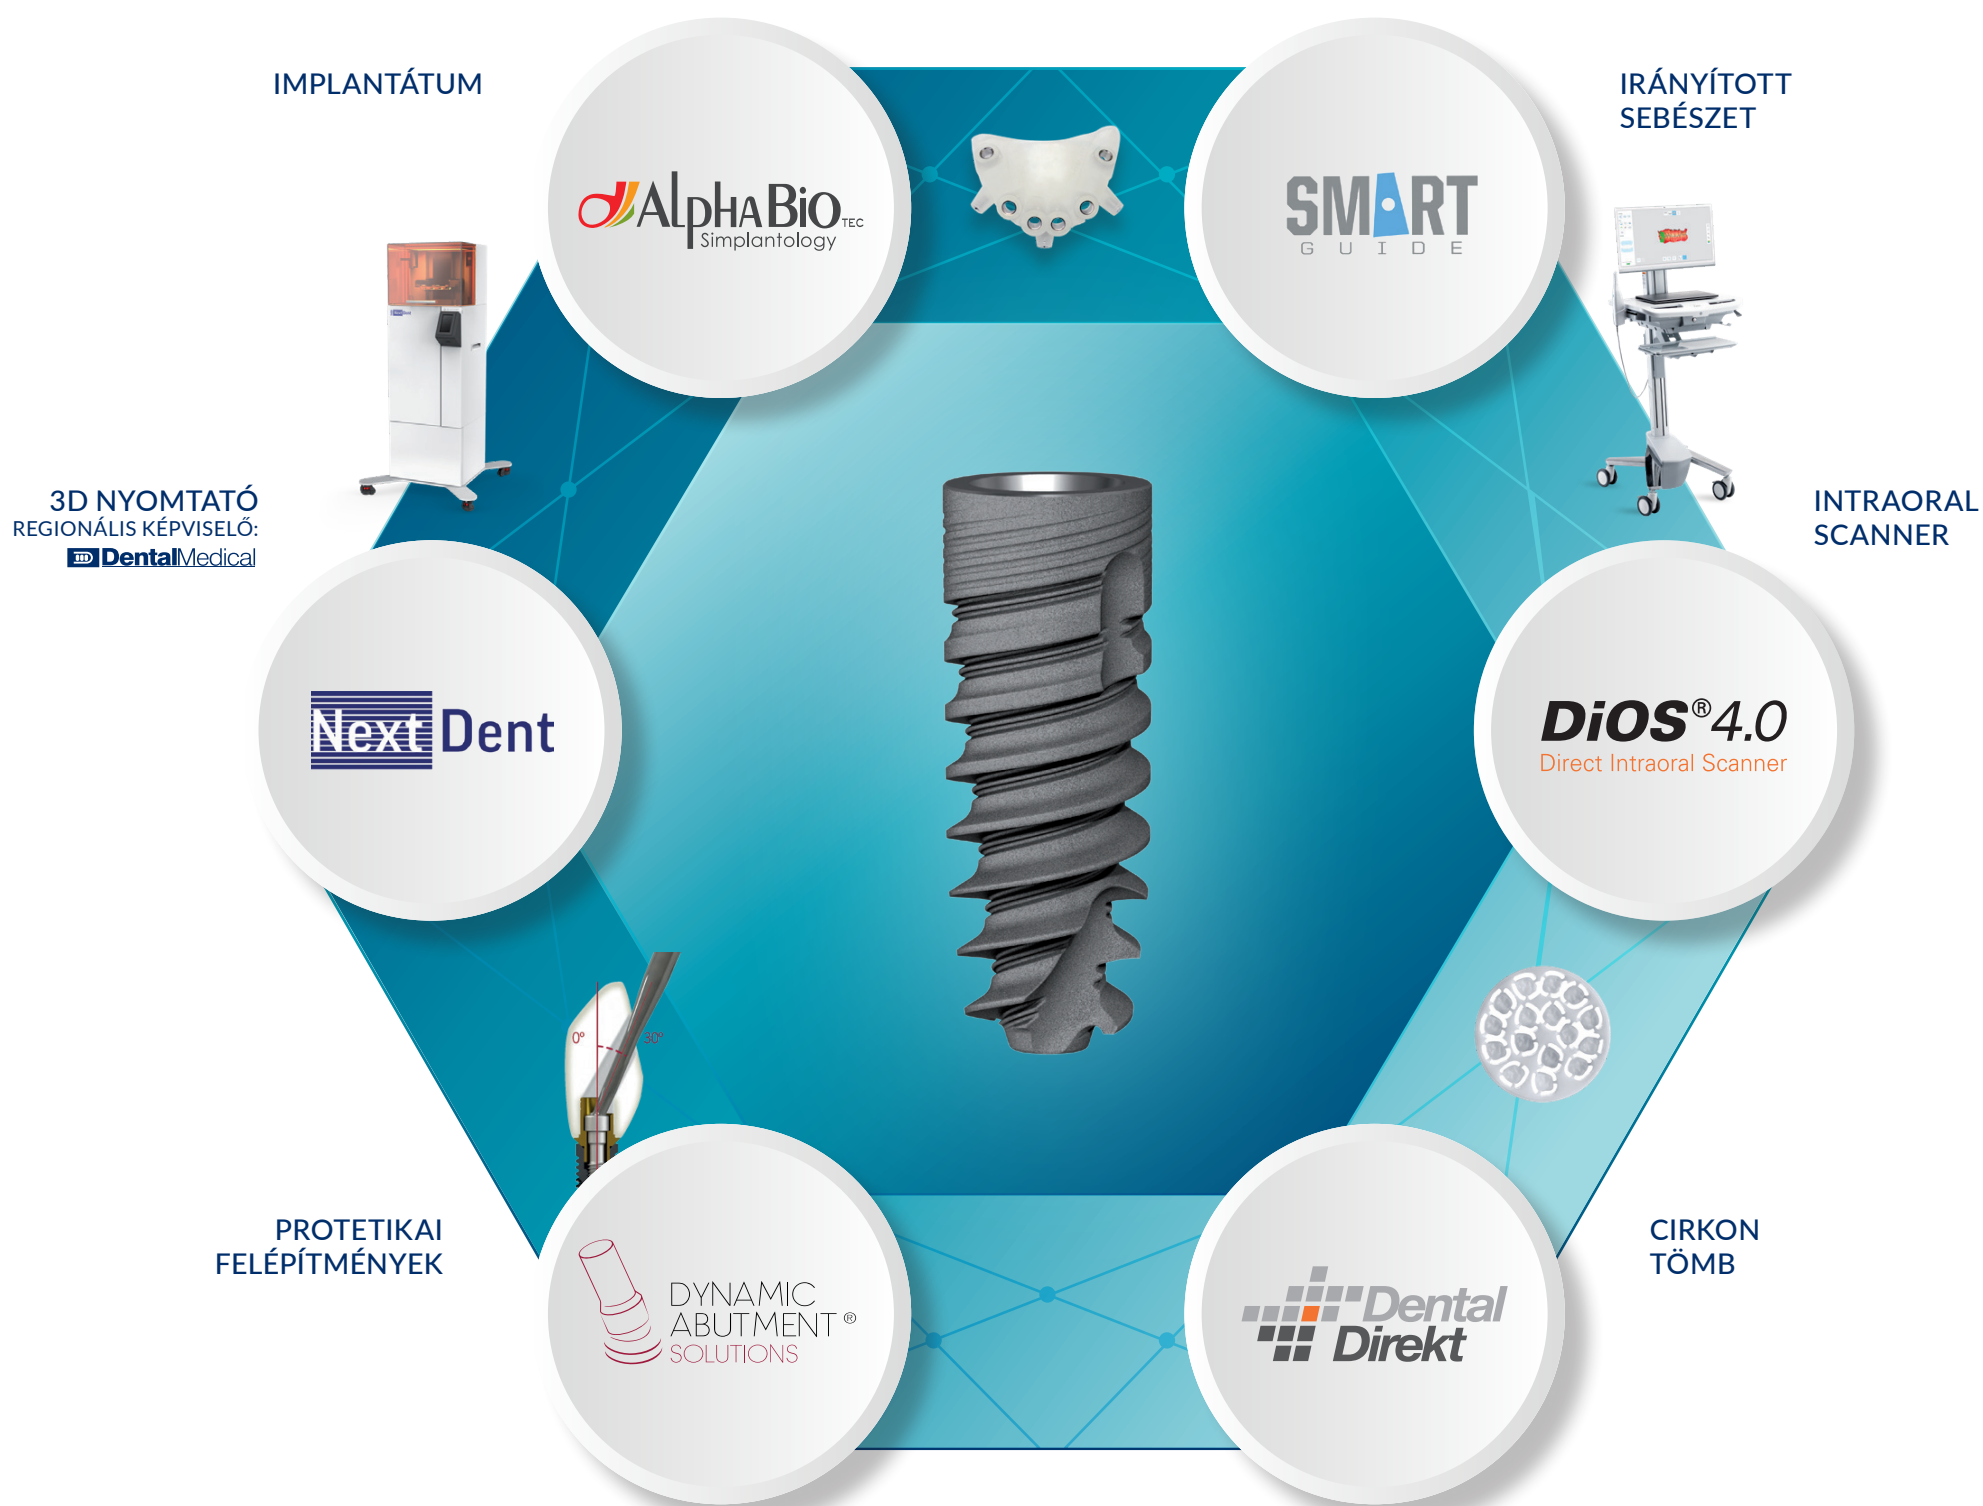 IMPLANTÁTUM
AlphaBio TEC
Simplantology
SMART
GUIDE
IRÁNYÍTOTT
SEBÉSZET
3D NYOMTATÓ
REGIONÁLIS KÉPVISELŐ:
DentalMedical
INTRAORAL
SCANNER
NextDent
DiOS®4.0
Direct Intraoral Scanner
0°
30°
PROTETIKAI
FELÉPÍTMÉNYEK
DYNAMIC
ABUTMENT®
SOLUTIONS
Dental
Direkt
CIRKON
TÖMB